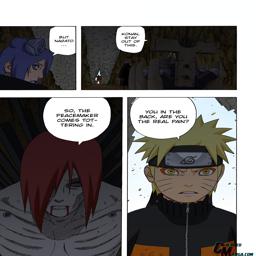 BUT
NAGATO
...
KONAN,
STAY
OUT OF
THIS.
SO, THE
PEACEMAKER
COMES TOT-
TERING IN.
YOU IN THE
BACK, ARE YOU
THE REAL PAIN?